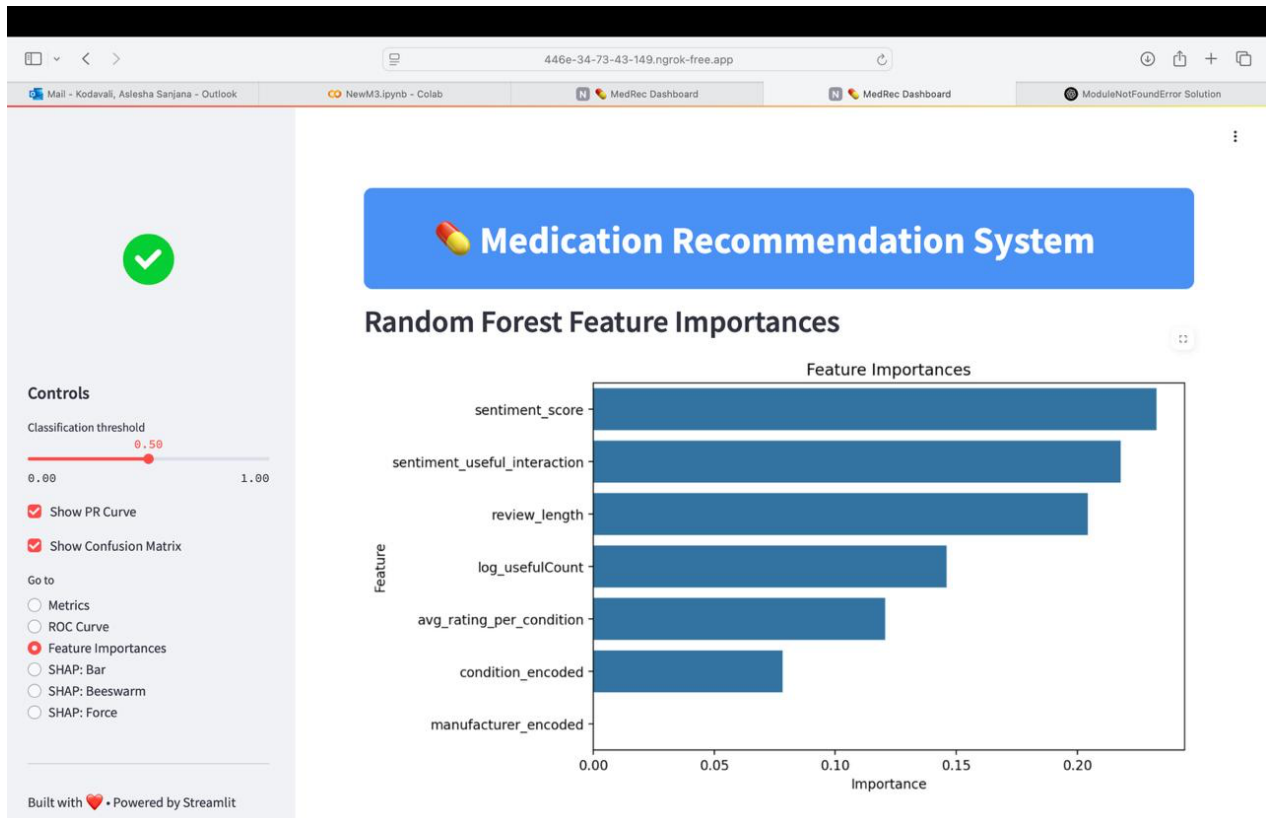 446e-34-73-43-149.ngrok-free.app
Mail - Kodavali, Aslesha Sanjana - Outlook
NewM3.ipynb - Colab
N 💊 MedRec Dashboard
N 💊 MedRec Dashboard
ModuleNotFoundError Solution
💊 Medication Recommendation System
Random Forest Feature Importances
Controls
Classification threshold
0.50
0.00 1.00
Show PR Curve
Show Confusion Matrix
Go to
Metrics
ROC Curve
Feature Importances
SHAP: Bar
SHAP: Beeswarm
SHAP: Force
Built with ❤️ • Powered by Streamlit
Feature Importances
Feature
sentiment_score
sentiment_useful_interaction
review_length
log_usefulCount
avg_rating_per_condition
condition_encoded
manufacturer_encoded
0.00 0.05 0.10 0.15 0.20
Importance